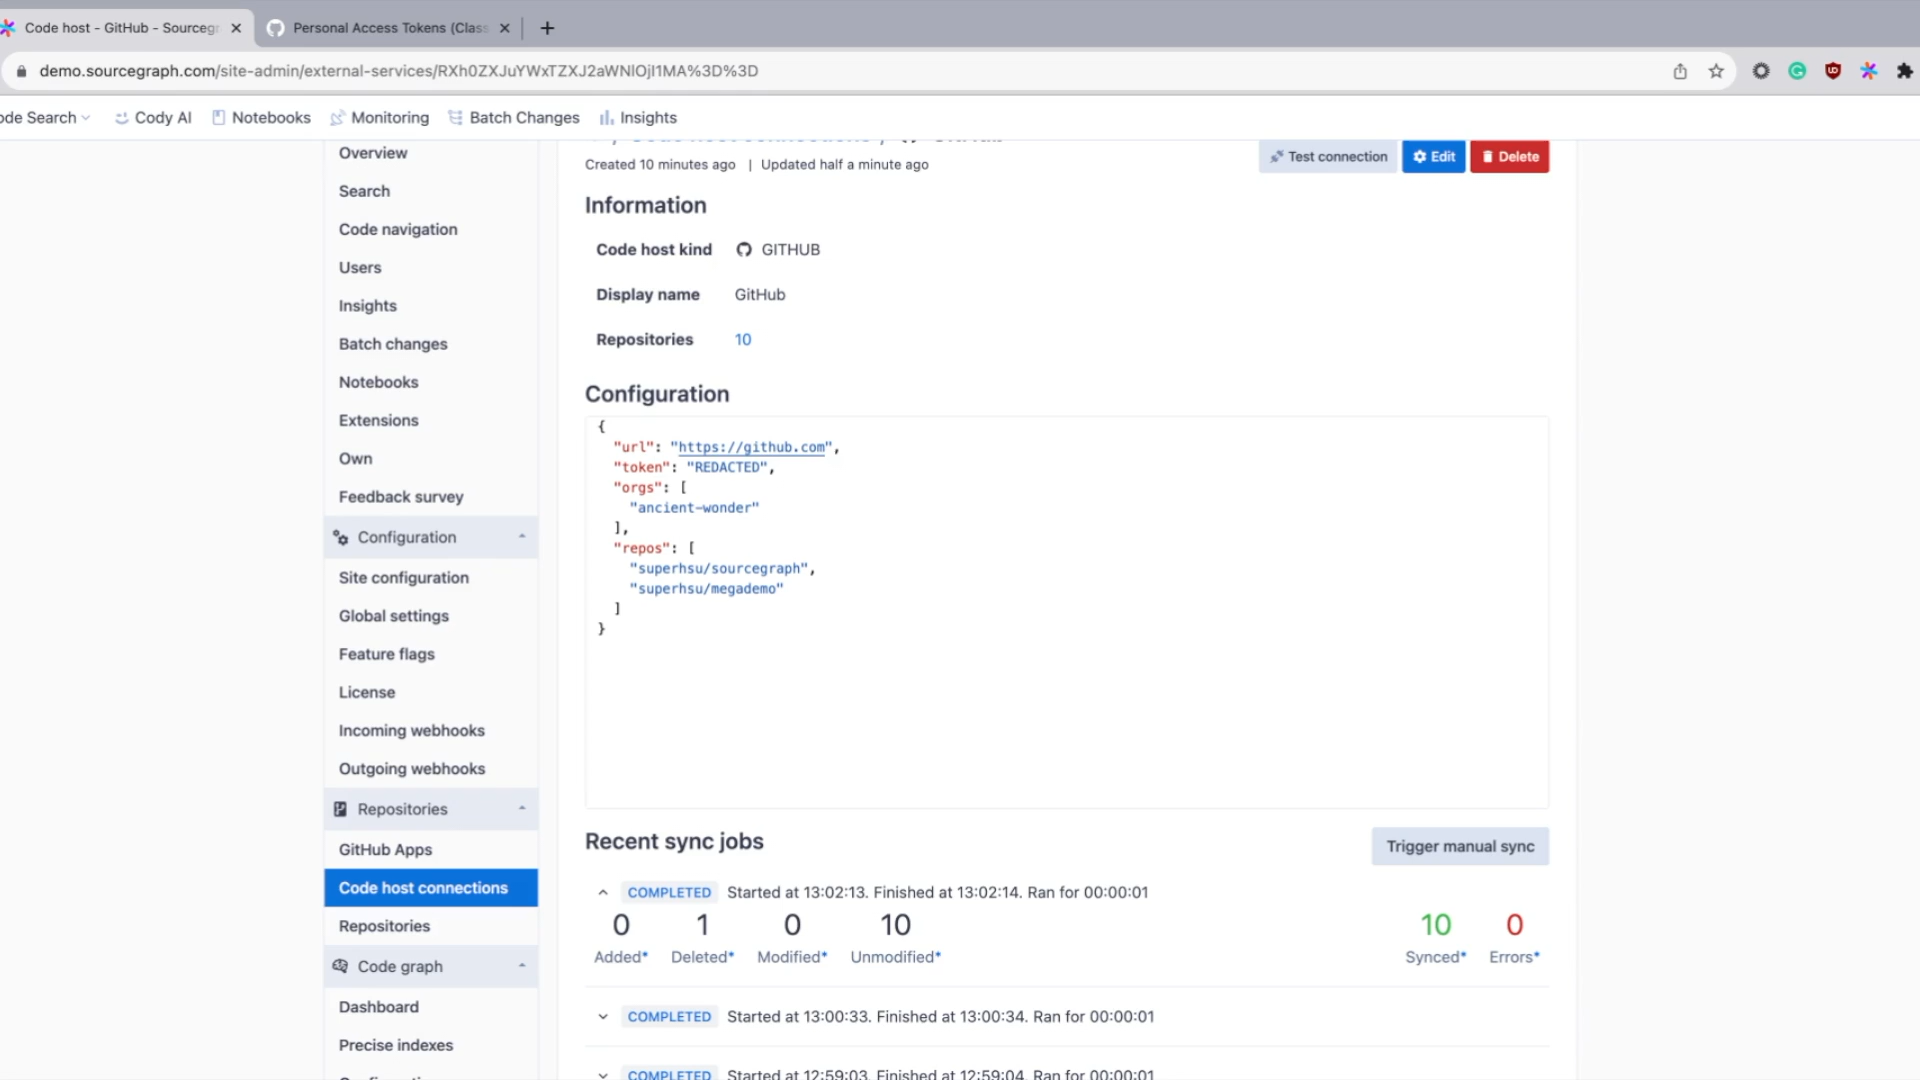 Code host - GitHub - Sourcegr
Personal Access Tokens (Class
demo.sourcegraph.com/site-admin/external-services/RXh0ZXJuYWxTZXJ2aWNlOjI1MA%3D%3D
ode Search
Cody AI
Notebooks
Monitoring
Batch Changes
Insights
Overview
Search
Code navigation
Users
Insights
Batch changes
Notebooks
Extensions
Own
Feedback survey
Configuration
Site configuration
Global settings
Feature flags
License
Incoming webhooks
Outgoing webhooks
Repositories
GitHub Apps
Code host connections
Repositories
Code graph
Dashboard
Precise indexes
Created 10 minutes ago | Updated half a minute ago
Test connection
Edit
Delete
Information
Code host kind GITHUB
Display name GitHub
Repositories 10
Configuration
{
"url": "https://github.com",
"token": "REDACTED",
"orgs": [
"ancient-wonder"
],
"repos": [
"superhsu/sourcegraph",
"superhsu/megademo"
]
}
Recent sync jobs
Trigger manual sync
COMPLETED Started at 13:02:13. Finished at 13:02:14. Ran for 00:00:01
0 1 0 10 10 0
Added* Deleted* Modified* Unmodified* Synced* Errors*
COMPLETED Started at 13:00:33. Finished at 13:00:34. Ran for 00:00:01
COMPLETED Started at 12:59:03. Finished at 12:59:04. Ran for 00:00:01